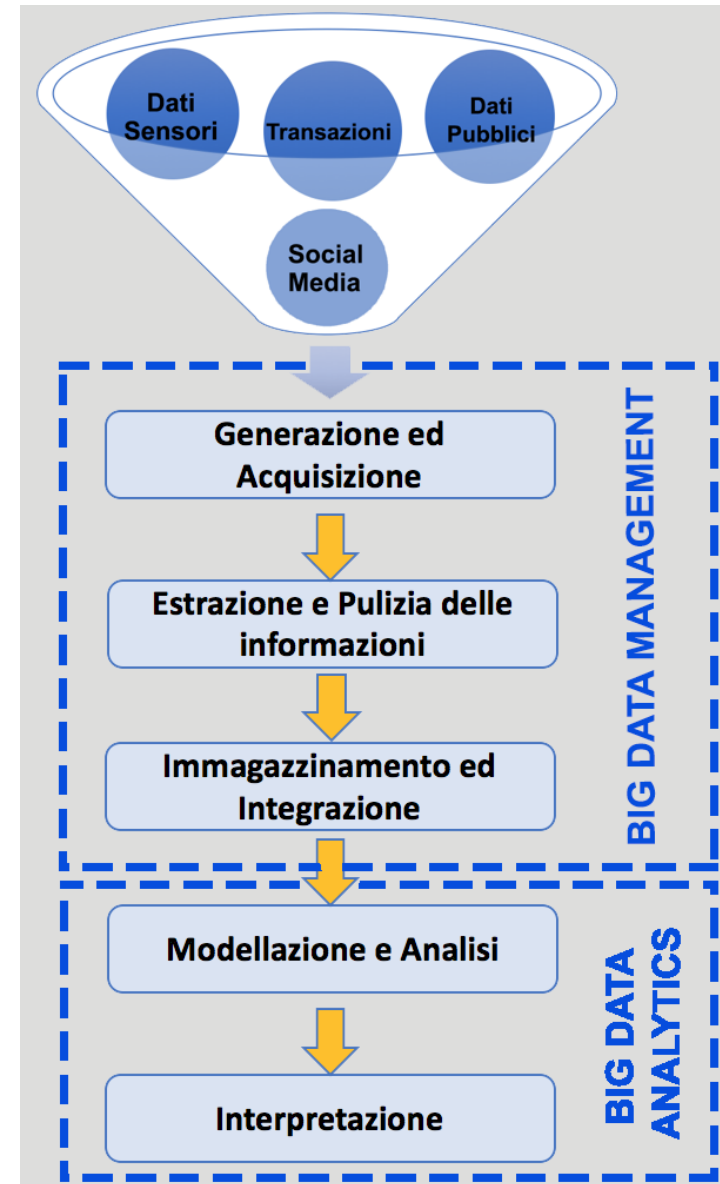 Dati
Sensori
Transazioni
Dati
Pubblici
Social
Media
Generazione ed
Acquisizione
Estrazione e Pulizia delle
informazioni
Immagazzinamento ed
Integrazione
BIG DATA MANAGEMENT
Modellazione e Analisi
Interpretazione
BIG DATA
ANALYTICS